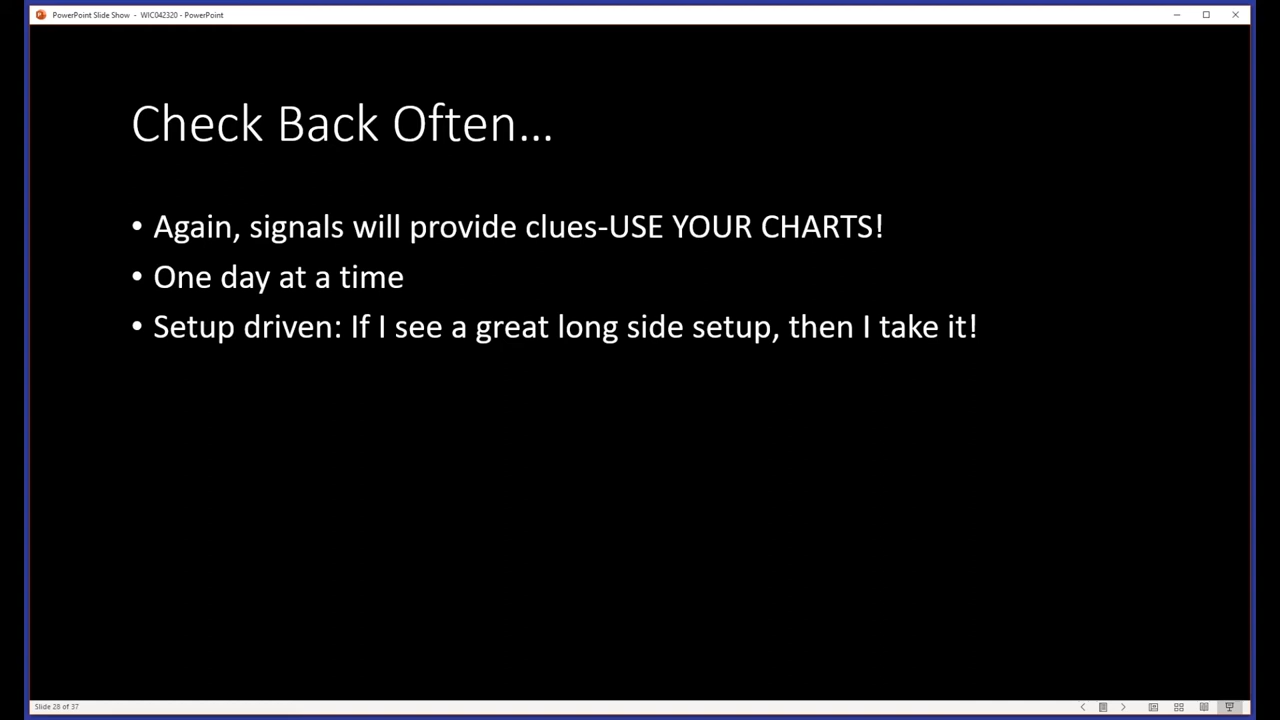 PowerPoint Slide Show - WIC042320 - PowerPoint
Check Back Often...
• Again, signals will provide clues-USE YOUR CHARTS!
• One day at a time
• Setup driven: If I see a great long side setup, then I take it!
Slide 28 of 37